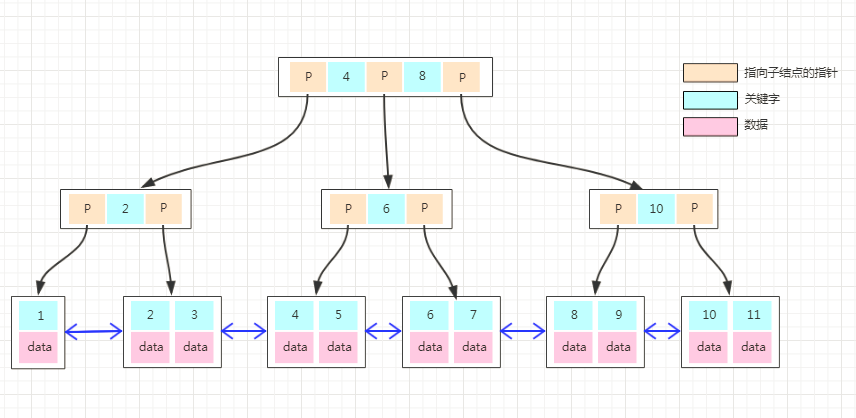 P 4 P 8 P
指向子结点的指针
关键字
数据
P 2 P
P 6 P
P 10 P
1
data
2 3
data data
4 5
data data
6 7
data data
8 9
data data
10 11
data data